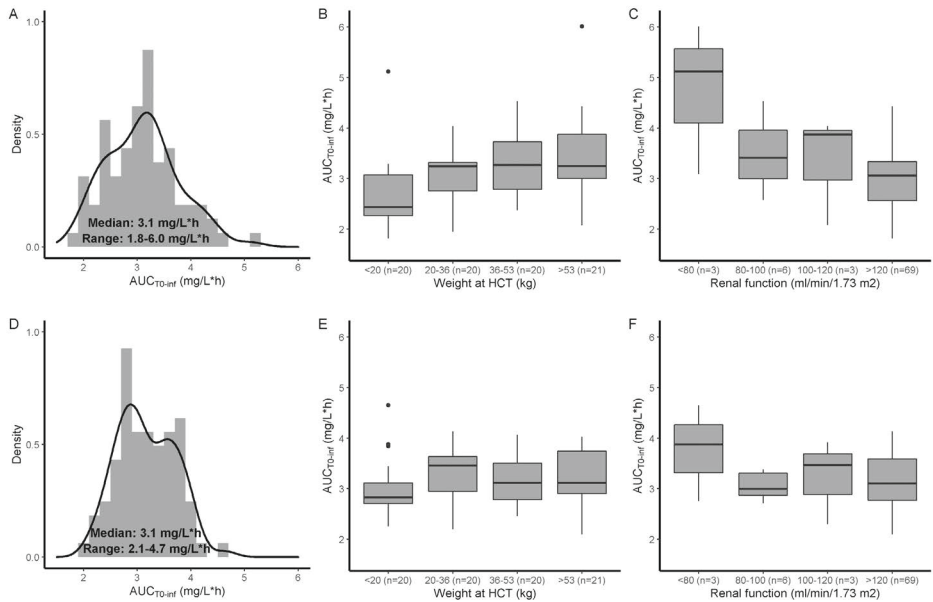 A
1.0
0.5
0.0
Density
Median: 3.1 mg/L*h
Range: 1.8-6.0 mg/L*h
2 3 4 5 6
AUCT0-inf (mg/L*h)
B
6
5
4
3
2
AUCT0-inf (mg/L*h)
<20 (n=20) 20-36 (n=20) 36-53 (n=20) >53 (n=21)
Weight at HCT (kg)
C
6
5
4
3
2
AUCT0-inf (mg/L*h)
<80 (n=3) 80-100 (n=6) 100-120 (n=3) >120 (n=69)
Renal function (ml/min/1.73 m2)
D
1.0
0.5
0.0
Density
Median: 3.1 mg/L*h
Range: 2.1-4.7 mg/L*h
2 3 4 5 6
AUCT0-inf (mg/L*h)
E
6
5
4
3
2
AUCT0-inf (mg/L*h)
<20 (n=20) 20-36 (n=20) 36-53 (n=20) >53 (n=21)
Weight at HCT (kg)
F
6
5
4
3
2
AUCT0-inf (mg/L*h)
<80 (n=3) 80-100 (n=6) 100-120 (n=3) >120 (n=69)
Renal function (ml/min/1.73 m2)